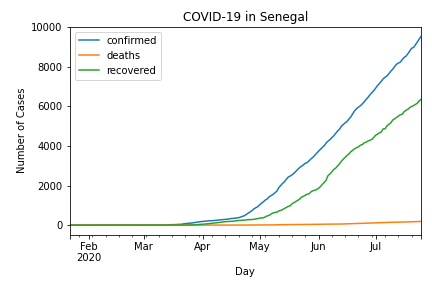 COVID-19 in Senegal
confirmed
deaths
recovered
Number of Cases
10000
8000
6000
4000
2000
0
Feb Mar Apr May Jun Jul
2020
Day